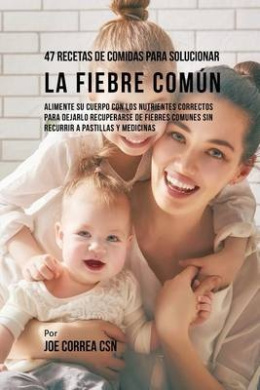 47 RECETAS DE COMIDAS PARA SOLUCIONAR
LA FIEBRE COMÚN
ALIMENTE SU CUERPO CON LOS NUTRIENTES CORRECTOS
PARA DEJARLO RECUPERARSE DE FIEBRES COMUNES SIN
RECURRIR A PASTILLAS Y MEDICINAS
Por
JOE CORREA CSN